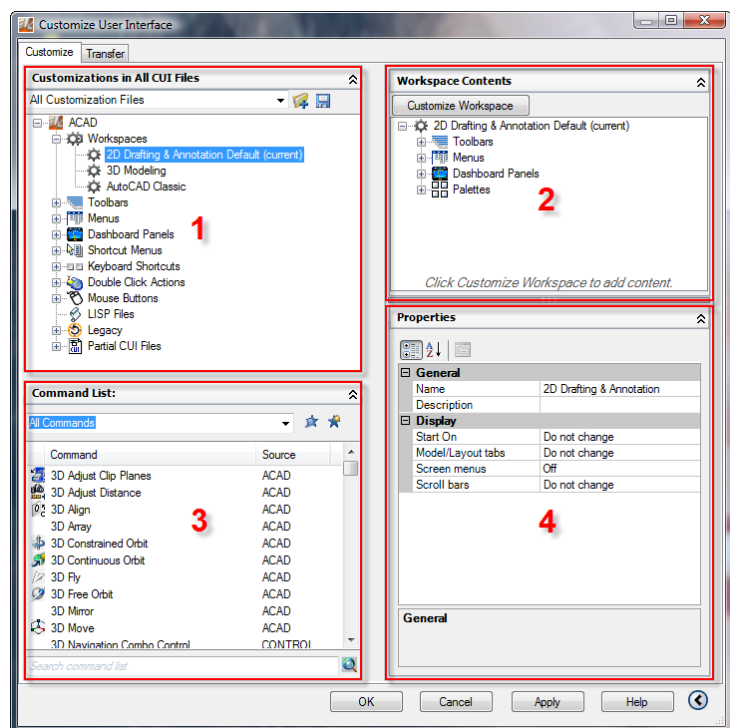 Customize User Interface
Customize
Transfer
Customizations in All CUI Files
All Customization Files
ACAD
Workspaces
2D Drafting & Annotation Default (current)
3D Modeling
AutoCAD Classic
Toolbars
Menus
Dashboard Panels
Shortcut Menus
Keyboard Shortcuts
Double Click Actions
Mouse Buttons
LISP Files
Legacy
Partial CUI Files
1
Workspace Contents
Customize Workspace
2D Drafting & Annotation Default (current)
Toolbars
Menus
Dashboard Panels
Palettes
2
Click Customize Workspace to add content.
Command List:
All Commands
Command Source
3D Adjust Clip Planes ACAD
3D Adjust Distance ACAD
3D Align ACAD
3D Array ACAD
3D Constrained Orbit ACAD
3D Continuous Orbit ACAD
3D Fly ACAD
3D Free Orbit ACAD
3D Mirror ACAD
3D Move ACAD
3D Navigation Combo Control CONTROL
3
Search command list
Properties
General
Name 2D Drafting & Annotation
Description
Display
Start On Do not change
Model/Layout tabs Do not change
Screen menus Off
Scroll bars Do not change
4
General
OK
Cancel
Apply
Help